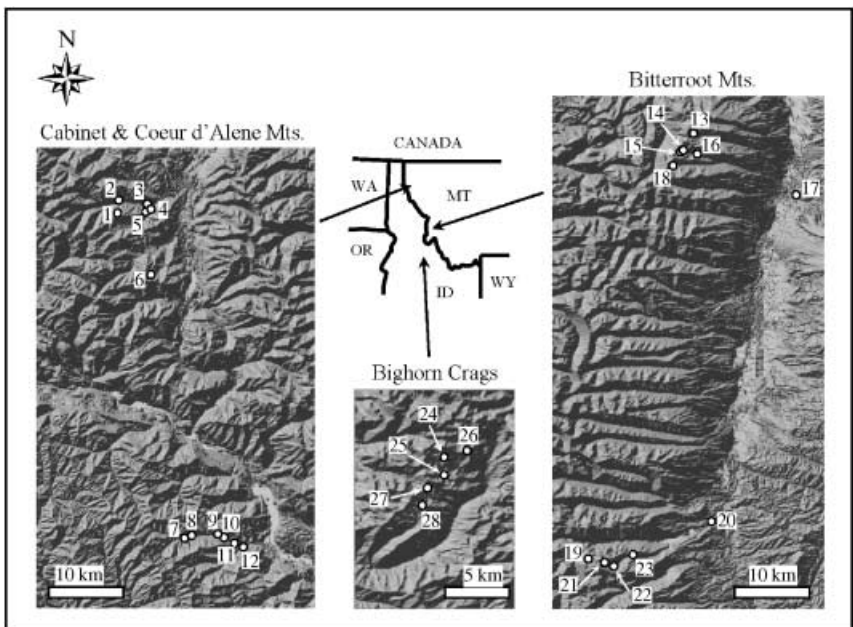 N
Cabinet & Coeur d'Alene Mts.
2
3
1
4
5
6
7
8
9
10
11
12
10 km
CANADA
WA
MT
OR
ID
WY
Bighorn Crags
24
26
25
27
28
5 km
Bitterroot Mts.
14
13
15
16
18
17
20
19
23
21
22
10 km